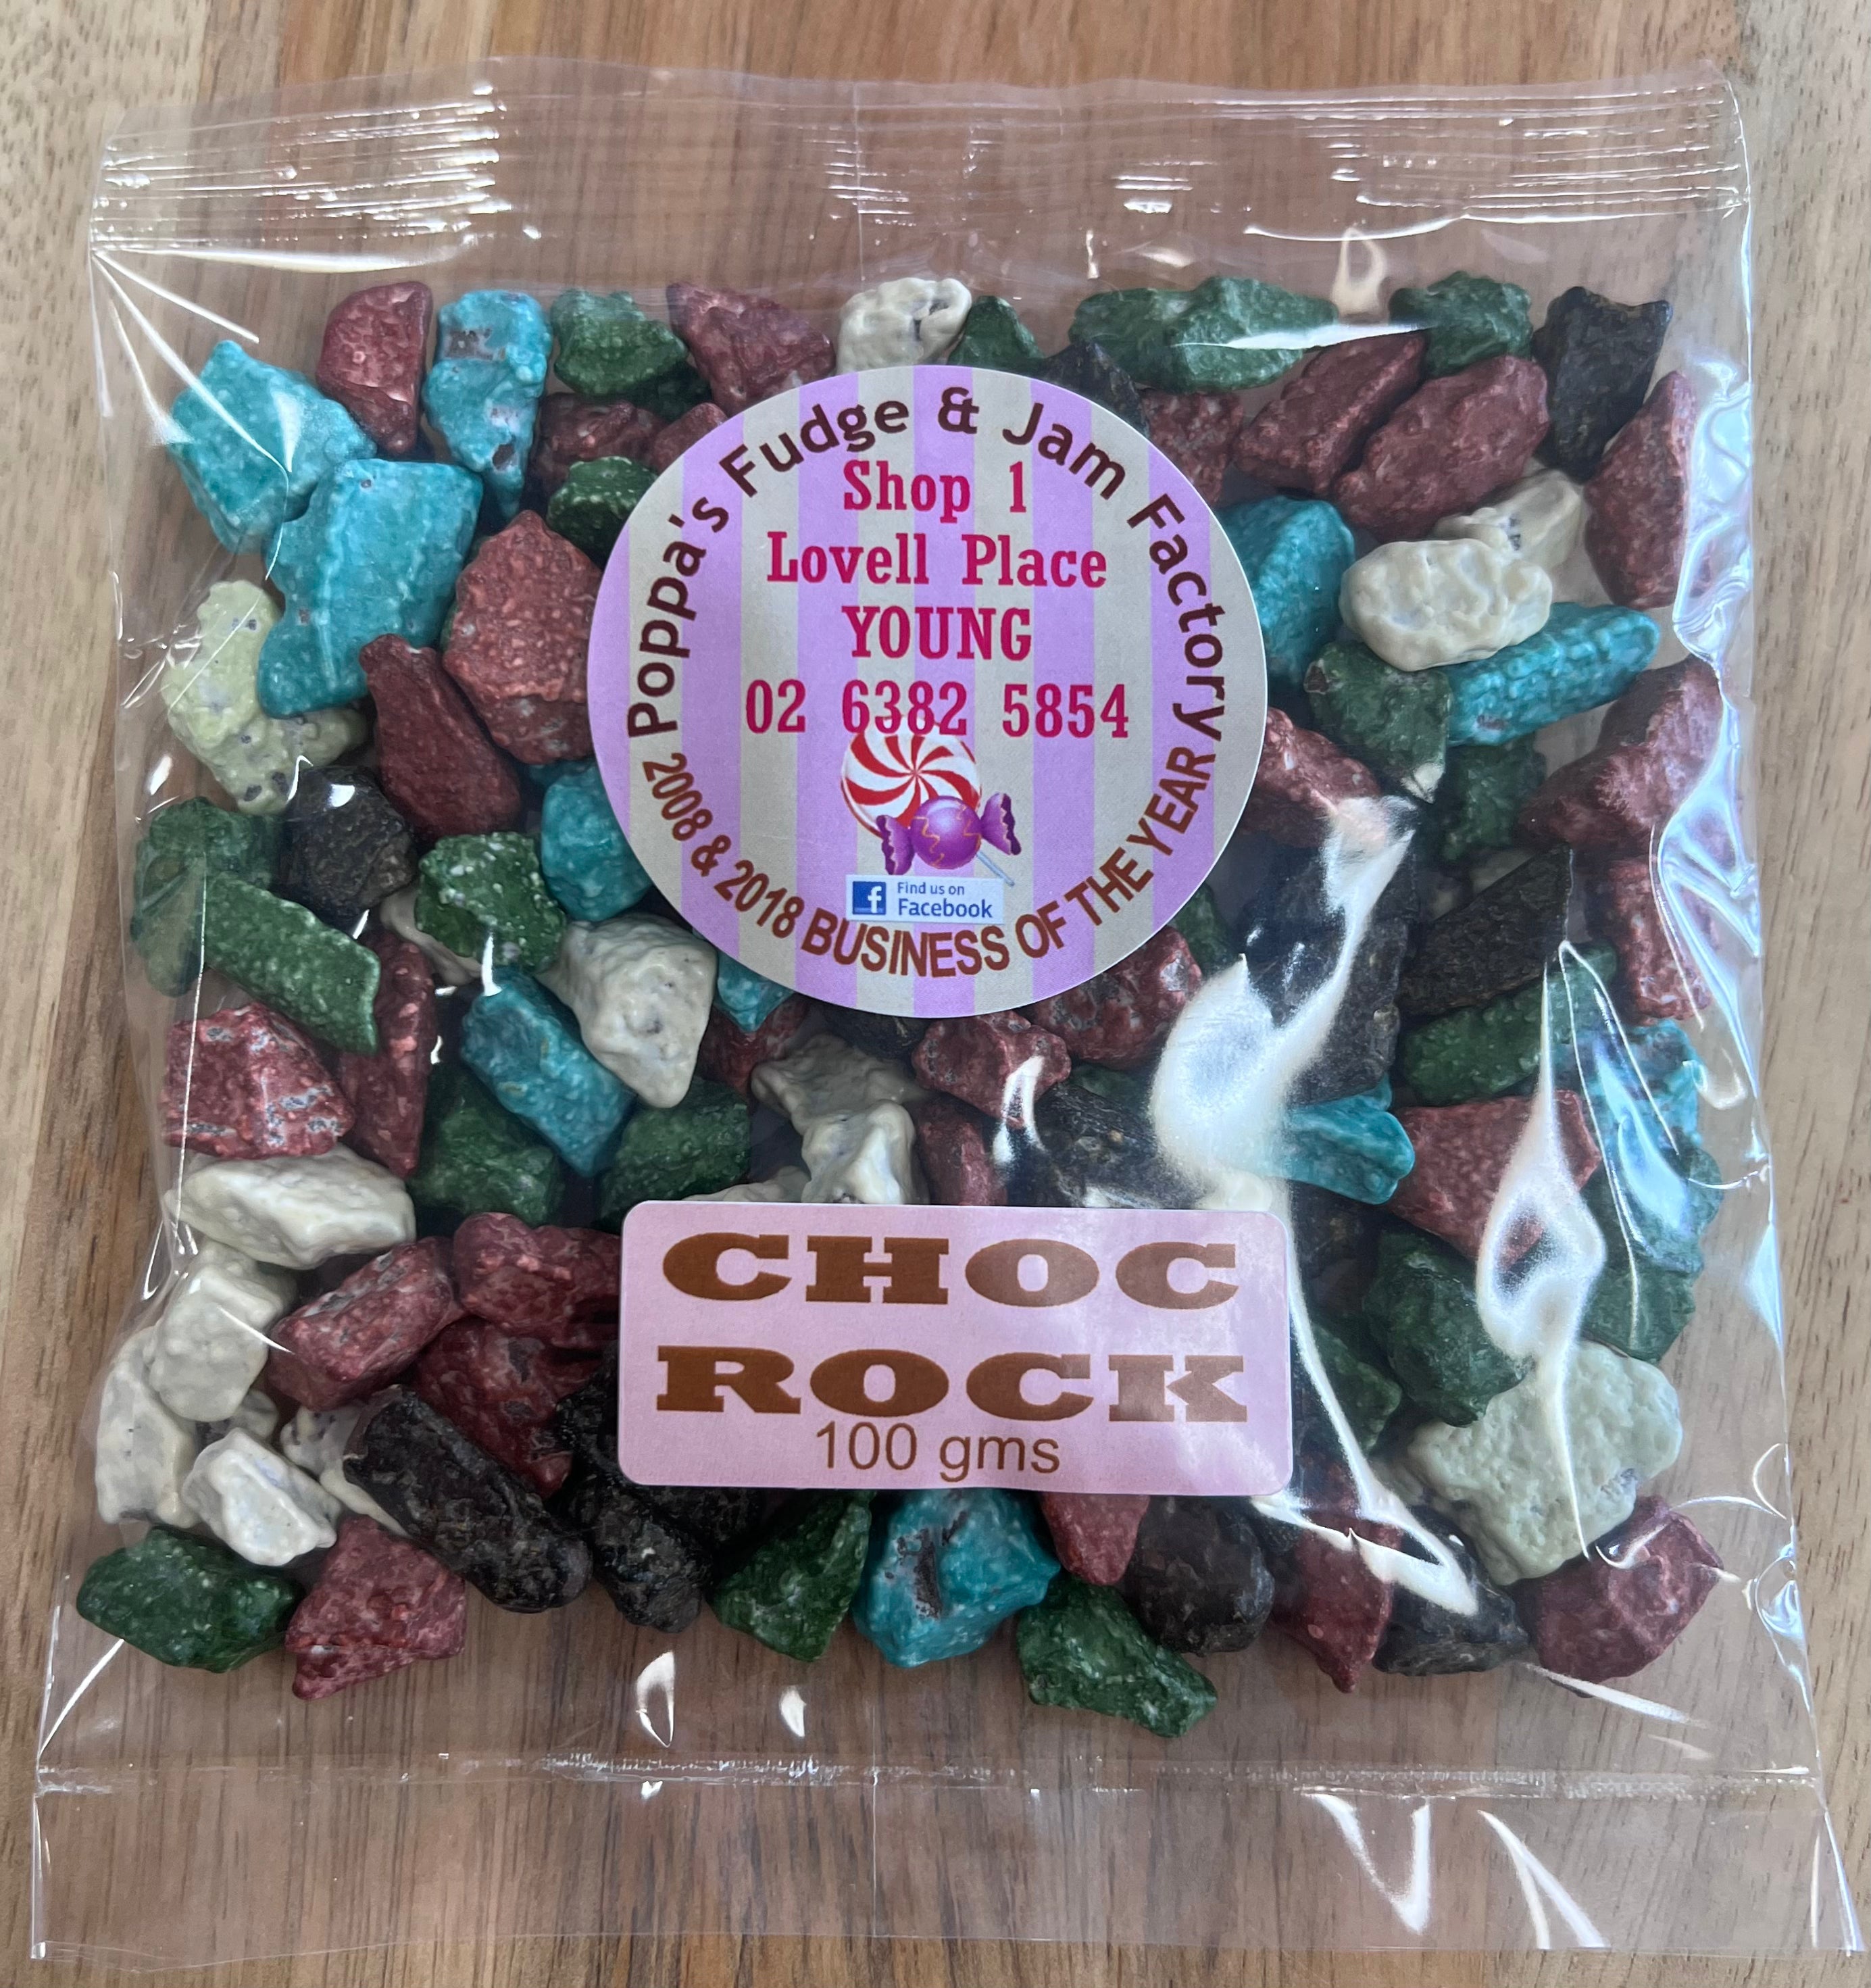 Poppa's Fudge & Jam Factory
Shop 1
Lovell Place
YOUNG
02 6382 5854
f Find us on
Facebook
2008 & 2018 BUSINESS OF THE YEAR
CHOC
ROCK
100 gms